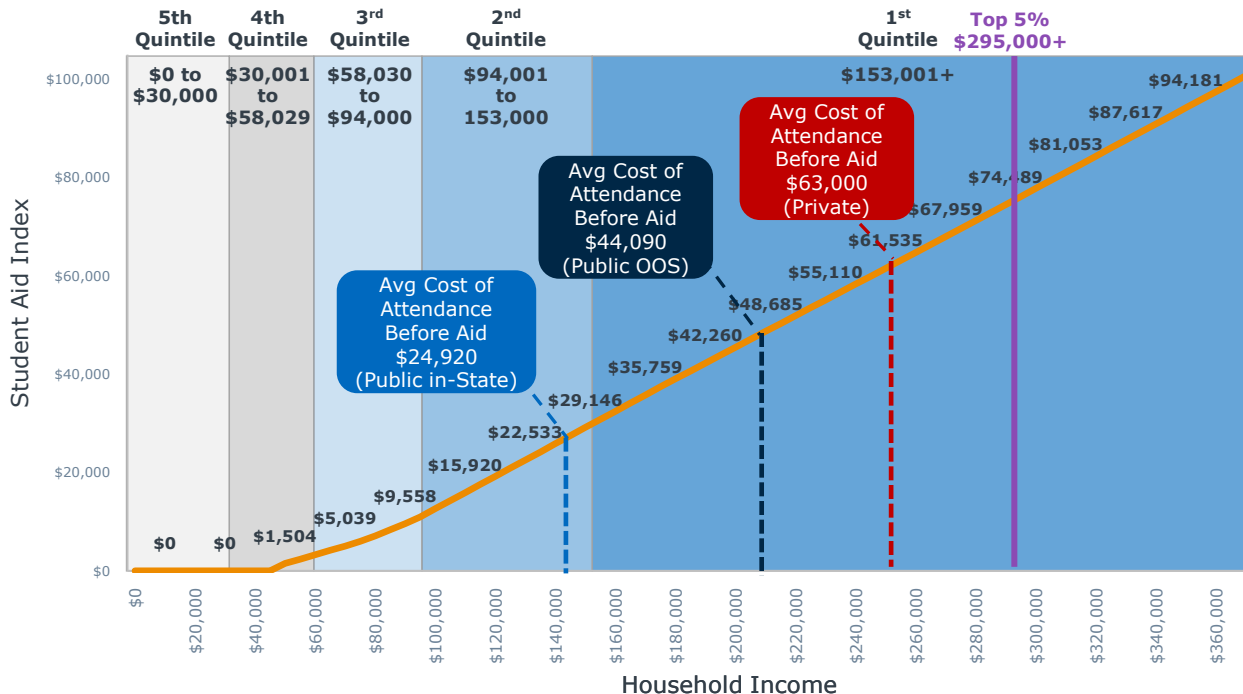 5th
Quintile
4th
Quintile
3rd
Quintile
2nd
Quintile
1st
Quintile
Top 5%
$295,000+
$0 to
$30,000
$30,001
to
$58,029
$58,030
to
$94,000
$94,001
to
153,000
$153,001+
Student Aid Index
$100,000
$80,000
$60,000
$40,000
$20,000
$0
Avg Cost of
Attendance
Before Aid
$24,920
(Public in-State)
Avg Cost of
Attendance
Before Aid
$44,090
(Public OOS)
Avg Cost of
Attendance
Before Aid
$63,000
(Private)
$0
$0
$1,504
$5,039
$9,558
$15,920
$22,533
$29,146
$35,759
$42,260
$48,685
$55,110
$61,535
$67,959
$74,489
$81,053
$87,617
$94,181
$0
$20,000
$40,000
$60,000
$80,000
$100,000
$120,000
$140,000
$160,000
$180,000
$200,000
$220,000
$240,000
$260,000
$280,000
$300,000
$320,000
$340,000
$360,000
Household Income